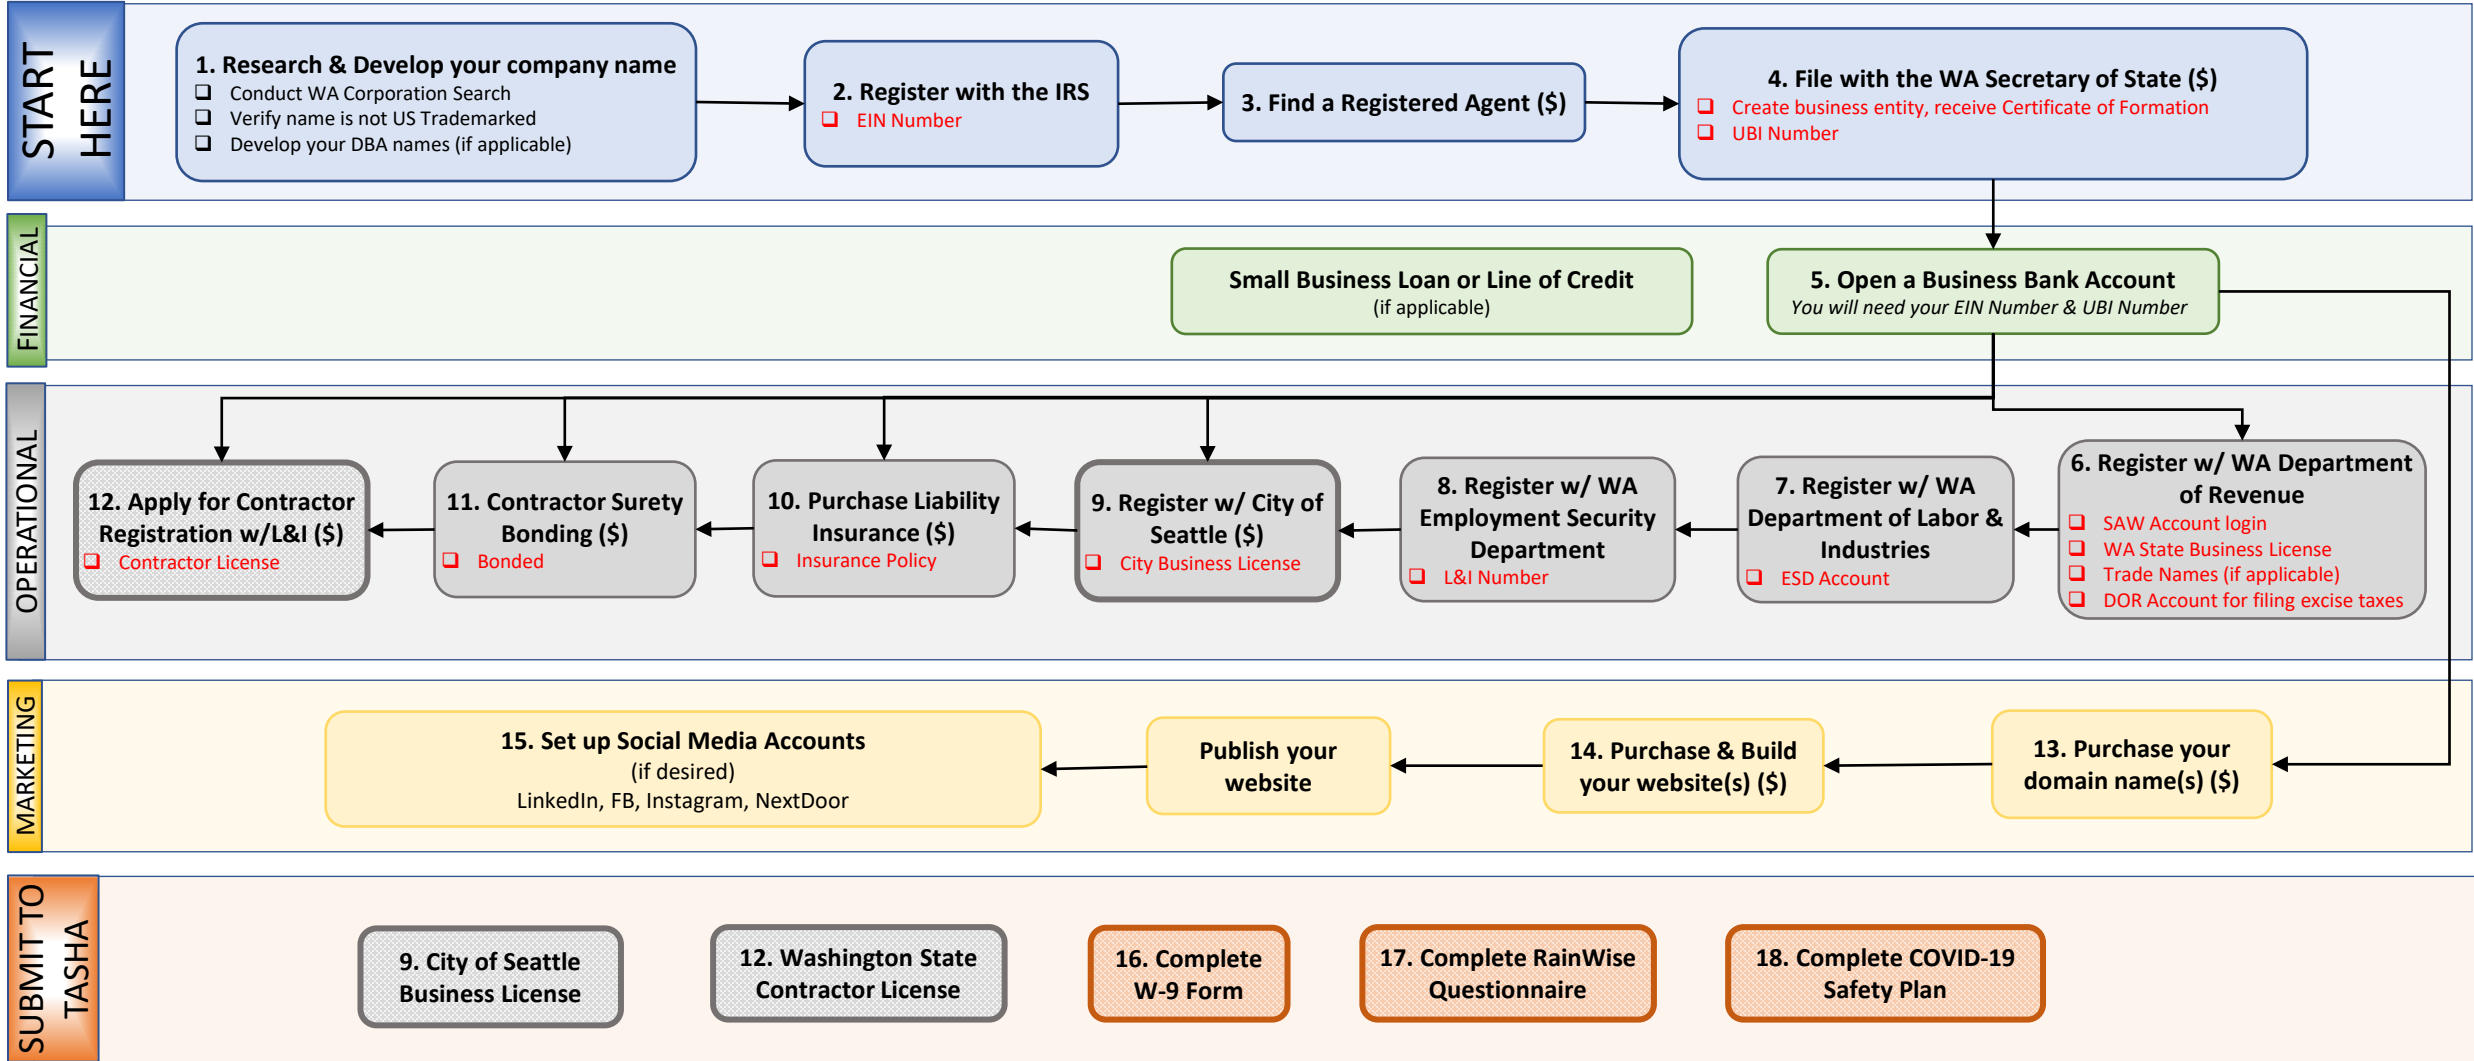 START
HERE
1. Research & Develop your company name
❑ Conduct WA Corporation Search
❑ Verify name is not US Trademarked
❑ Develop your DBA names (if applicable)
2. Register with the IRS
❑ EIN Number
3. Find a Registered Agent ($)
4. File with the WA Secretary of State ($)
❑ Create business entity, receive Certificate of Formation
❑ UBI Number
FINANCIAL
Small Business Loan or Line of Credit
(if applicable)
5. Open a Business Bank Account
You will need your EIN Number & UBI Number
OPERATIONAL
12. Apply for Contractor
Registration w/L&I ($)
❑ Contractor License
11. Contractor Surety
Bonding ($)
❑ Bonded
10. Purchase Liability
Insurance ($)
❑ Insurance Policy
9. Register w/ City of
Seattle ($)
❑ City Business License
8. Register w/ WA
Employment Security
Department
❑ L&I Number
7. Register w/ WA
Department of Labor &
Industries
❑ ESD Account
6. Register w/ WA Department
of Revenue
❑ SAW Account login
❑ WA State Business License
❑ Trade Names (if applicable)
❑ DOR Account for filing excise taxes
MARKETING
15. Set up Social Media Accounts
(if desired)
LinkedIn, FB, Instagram, NextDoor
Publish your
website
14. Purchase & Build
your website(s) ($)
13. Purchase your
domain name(s) ($)
SUBMIT TO
TASHA
9. City of Seattle
Business License
12. Washington State
Contractor License
16. Complete
W-9 Form
17. Complete RainWise
Questionnaire
18. Complete COVID-19
Safety Plan